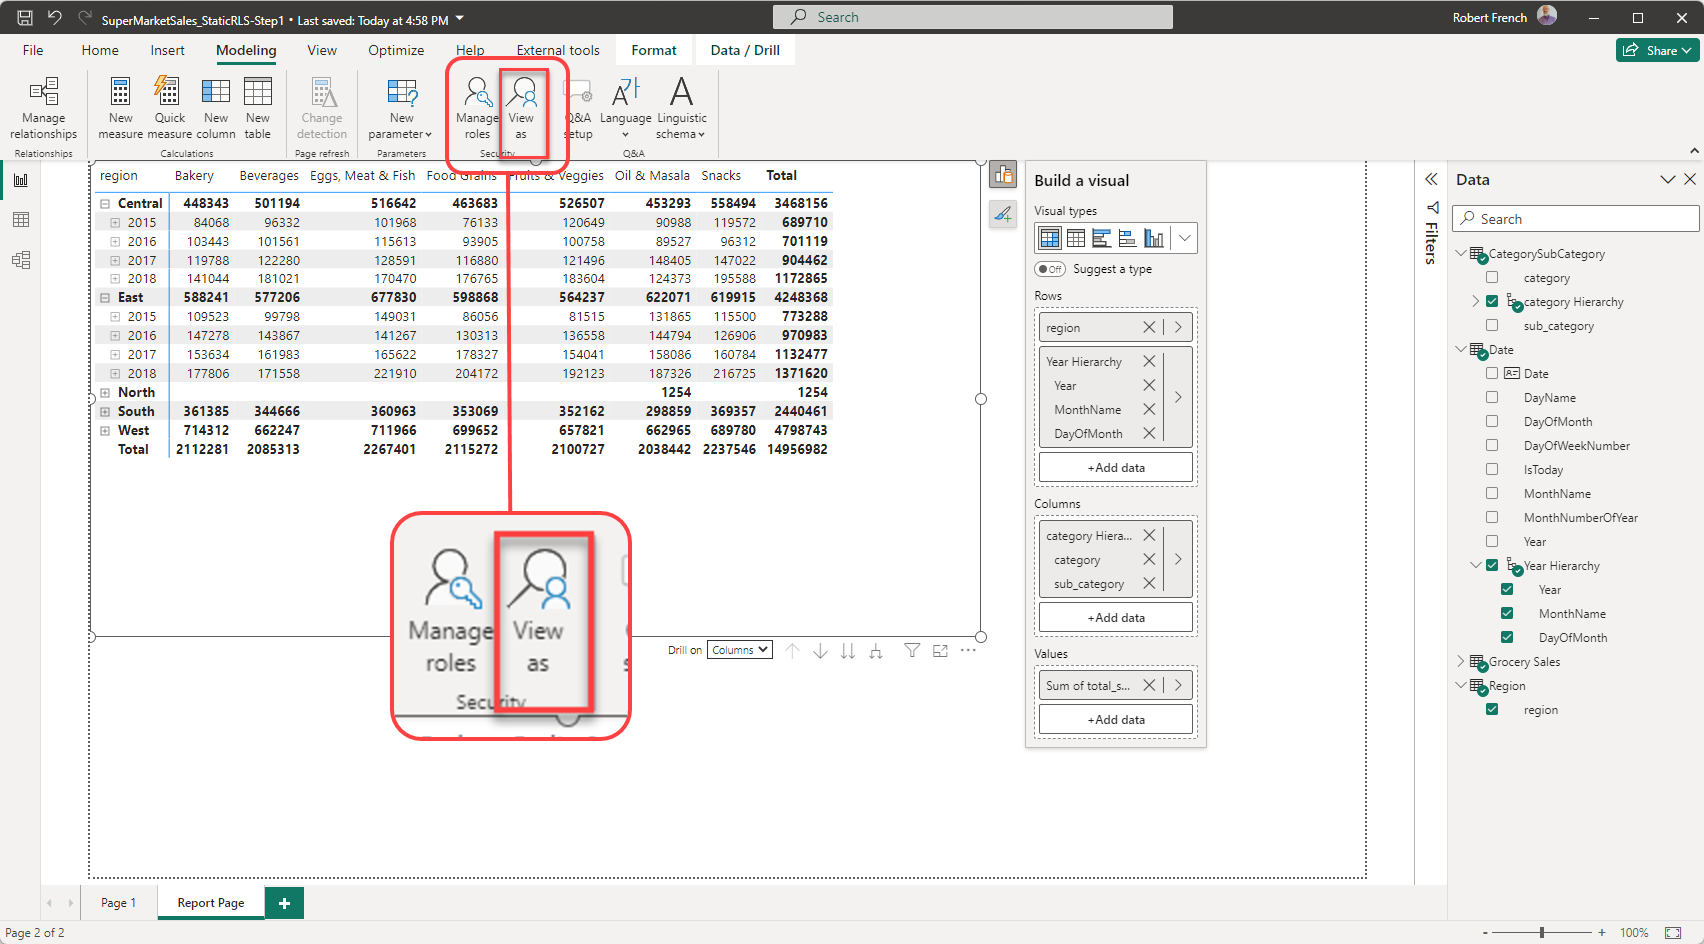 SuperMarketSales_StaticRLS-Step1 • Last saved: Today at 4:58 PM
Search
Robert French
File Home Insert Modeling View Optimize Help External tools Format Data / Drill
Share
Manage relationships
New measure
Quick measure
New column
New table
Change detection
New parameter
Manage roles
View as
Q&A setup
Language
Linguistic schema
Relationships Calculations Page refresh Parameters Security Q&A
region Bakery Beverages Eggs, Meat & Fish Food Grains Fruits & Veggies Oil & Masala Snacks Total
Central 448343 501194 516642 463683 526507 453293 558494 3468156
2015 84068 96332 101968 76133 120649 90988 119572 689710
2016 103443 101561 115613 93905 100758 89527 96312 701119
2017 119788 122280 128591 116880 121496 148405 147022 904462
2018 141044 181021 170470 176765 183604 124373 195588 1172865
East 588241 577206 677830 598868 564237 622071 619915 4248368
2015 109523 99798 149031 86056 81515 131865 115500 773288
2016 147278 143867 141267 130313 136558 144794 126906 970983
2017 153634 161983 165622 178327 154041 158086 160784 1132477
2018 177806 171558 221910 204172 192123 187326 216725 1371620
North 1254 1254
South 361385 344666 360963 353069 352162 298859 369357 2440461
West 714312 662247 711966 699652 657821 662965 689780 4798743
Total 2112281 2085313 2267401 2115272 2100727 2038442 2237546 14956982
Manage View
roles as
Security
Drill on Columns
Build a visual
Visual types
Off Suggest a type
Rows
region
Year Hierarchy
Year
MonthName
DayOfMonth
+Add data
Columns
category Hiera...
category
sub_category
+Add data
Values
Sum of total_s...
+Add data
Filters
Data
Search
CategorySubCategory
category
category Hierarchy
sub_category
Date
Date
DayName
DayOfMonth
DayOfWeekNumber
IsToday
MonthName
MonthNumberOfYear
Year
Year Hierarchy
Year
MonthName
DayOfMonth
Grocery Sales
Region
region
Page 1 Report Page +
Page 2 of 2
- + 100%